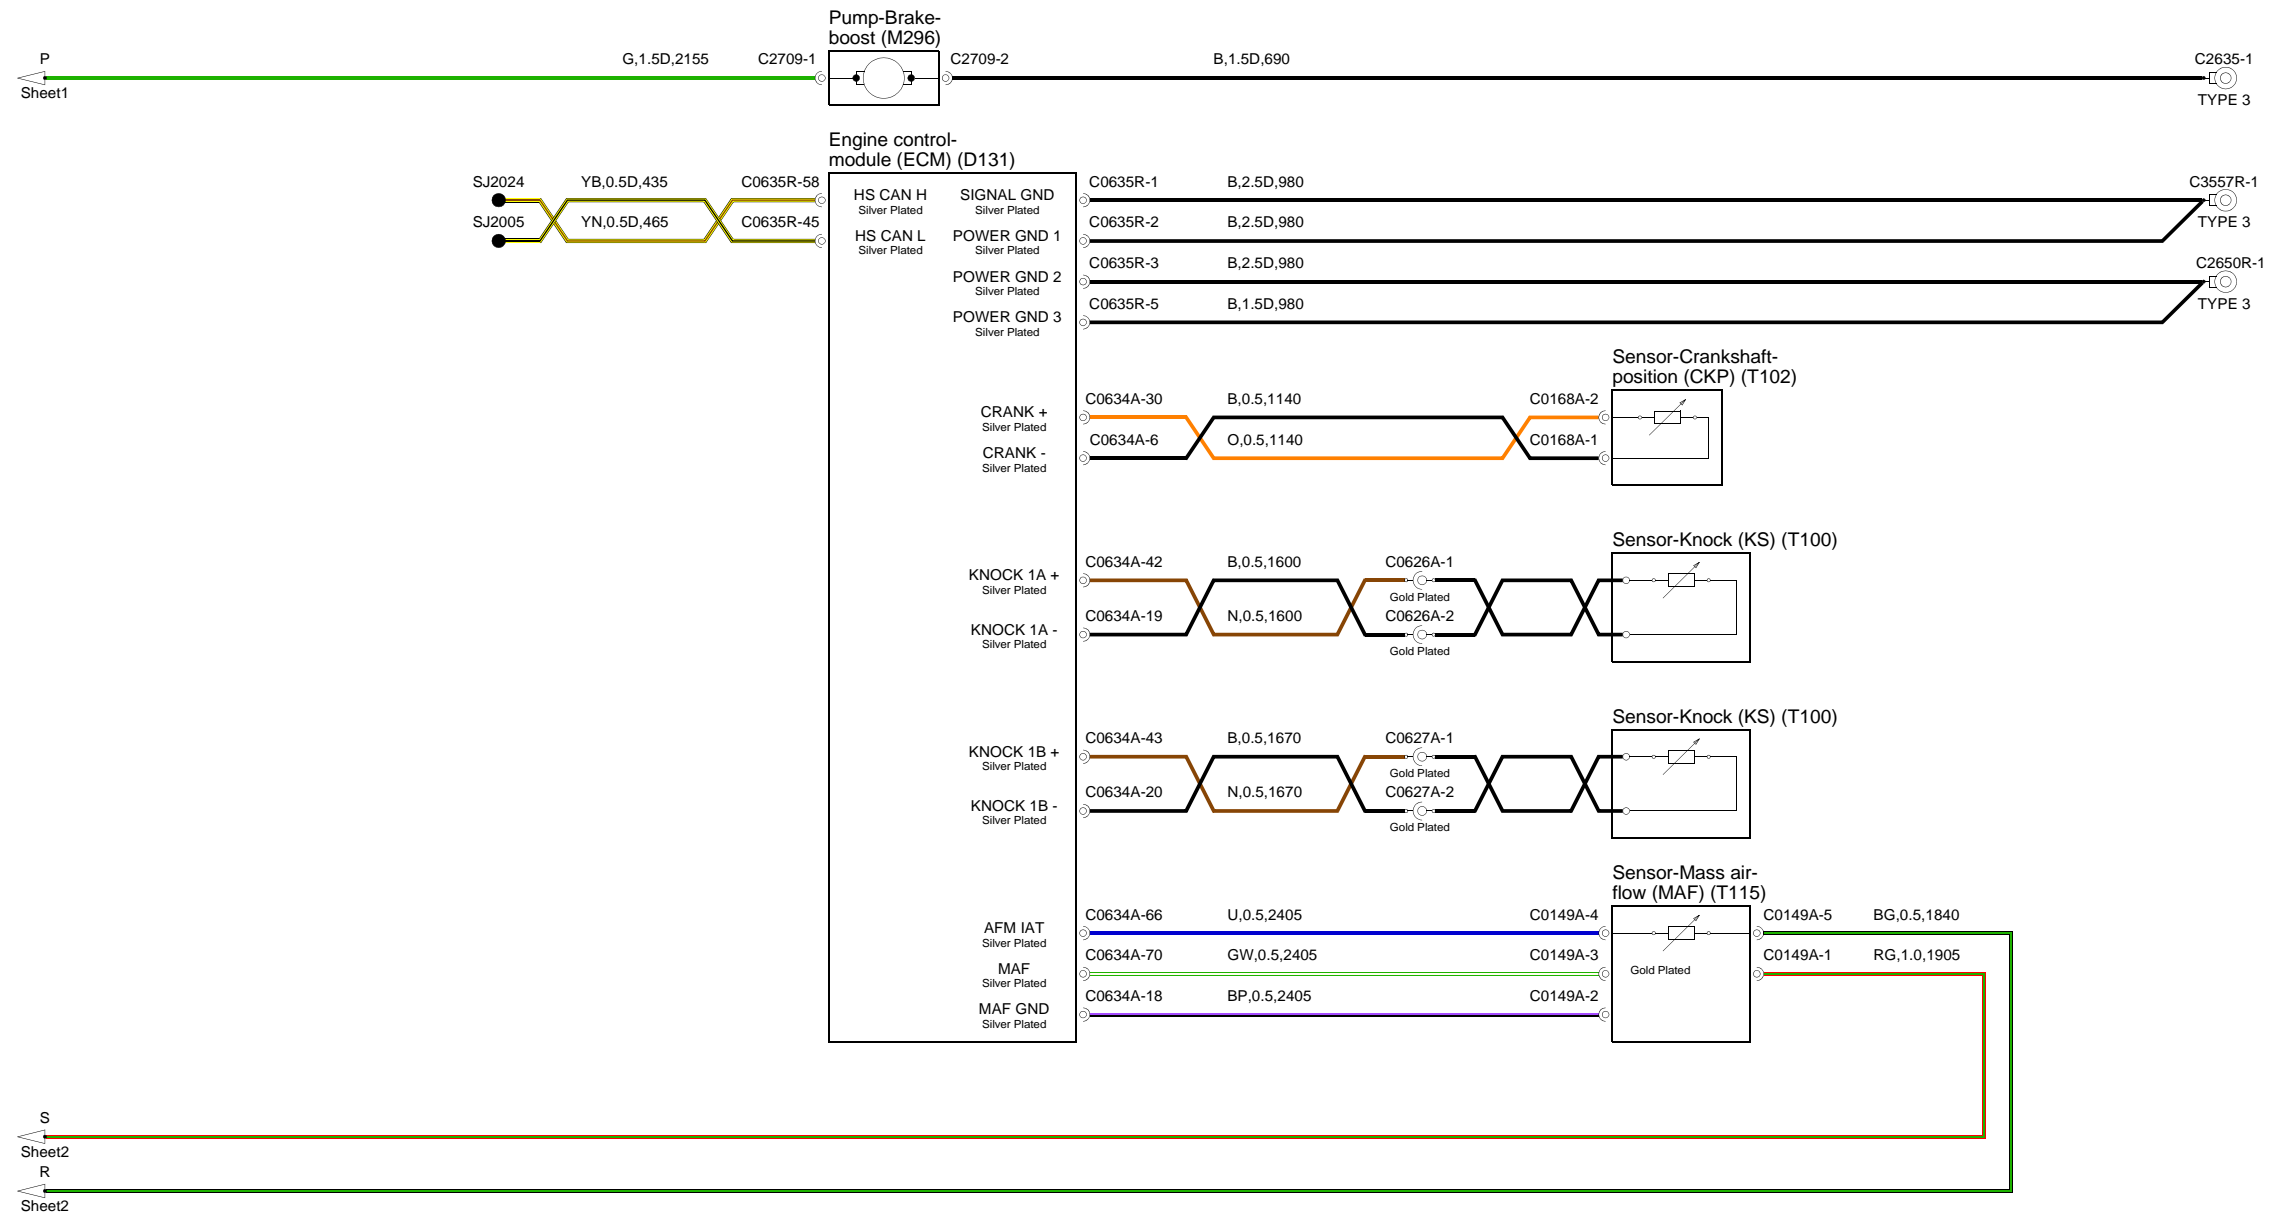 Pump-Brake-
boost (M296)
P
G,1.5D,2155
C2709-1
C2709-2
B,1.5D,690
C2635-1
Sheet1
TYPE 3
Engine control-
module (ECM) (D131)
SJ2024
YB,0.5D,435
C0635R-58
HS CAN H
Silver Plated
SIGNAL GND
Silver Plated
C0635R-1
B,2.5D,980
C3557R-1
TYPE 3
SJ2005
YN,0.5D,465
C0635R-45
HS CAN L
Silver Plated
POWER GND 1
Silver Plated
C0635R-2
B,2.5D,980
POWER GND 2
Silver Plated
C0635R-3
B,2.5D,980
C2650R-1
TYPE 3
POWER GND 3
Silver Plated
C0635R-5
B,1.5D,980
Sensor-Crankshaft-
position (CKP) (T102)
CRANK +
Silver Plated
C0634A-30
B,0.5,1140
C0168A-2
CRANK -
Silver Plated
C0634A-6
O,0.5,1140
C0168A-1
Sensor-Knock (KS) (T100)
KNOCK 1A +
Silver Plated
C0634A-42
B,0.5,1600
C0626A-1
Gold Plated
KNOCK 1A -
Silver Plated
C0634A-19
N,0.5,1600
C0626A-2
Gold Plated
Sensor-Knock (KS) (T100)
KNOCK 1B +
Silver Plated
C0634A-43
B,0.5,1670
C0627A-1
Gold Plated
KNOCK 1B -
Silver Plated
C0634A-20
N,0.5,1670
C0627A-2
Gold Plated
Sensor-Mass air-
flow (MAF) (T115)
AFM IAT
Silver Plated
C0634A-66
U,0.5,2405
C0149A-4
C0149A-5
BG,0.5,1840
MAF
Silver Plated
C0634A-70
GW,0.5,2405
C0149A-3
Gold Plated
C0149A-1
RG,1.0,1905
MAF GND
Silver Plated
C0634A-18
BP,0.5,2405
C0149A-2
S
Sheet2
R
Sheet2